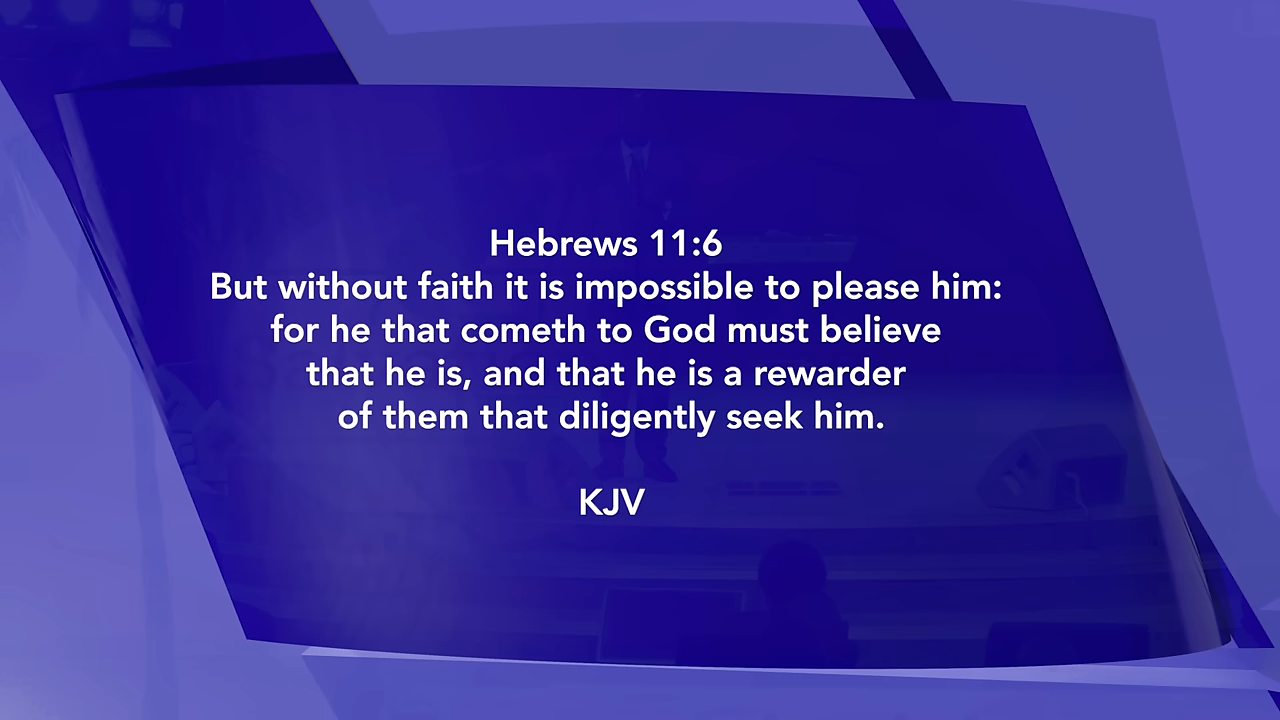 Hebrews 11:6
But without faith it is impossible to please him:
for he that cometh to God must believe
that he is, and that he is a rewarder
of them that diligently seek him.
KJV